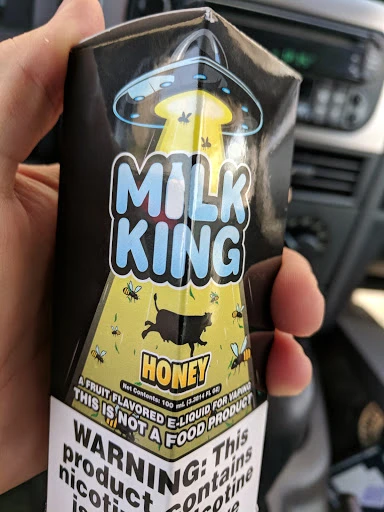 MILK
KING
HONEY
Net Contents: 100 mL (3.3814 FL OZ)
A FRUIT FLAVORED E-LIQUID FOR VAPING
THIS IS NOT A FOOD PRODUCT
WARNING: This
product contains
nicotine